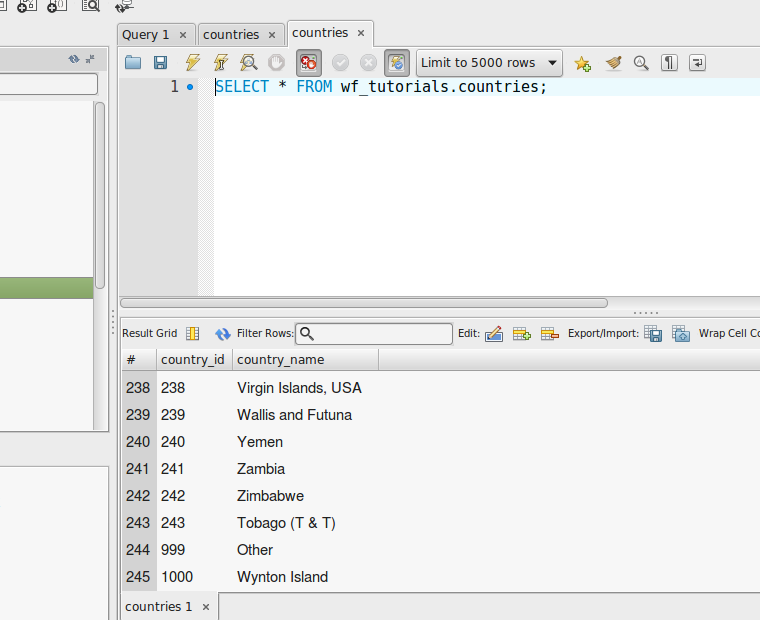 Query 1 × countries × countries ×
Limit to 5000 rows
1 SELECT * FROM wf_tutorials.countries;
Result Grid Filter Rows: Edit: Export/Import: Wrap Cell Co
# country_id country_name
238 238 Virgin Islands, USA
239 239 Wallis and Futuna
240 240 Yemen
241 241 Zambia
242 242 Zimbabwe
243 243 Tobago (T & T)
244 999 Other
245 1000 Wynton Island
countries 1 ×